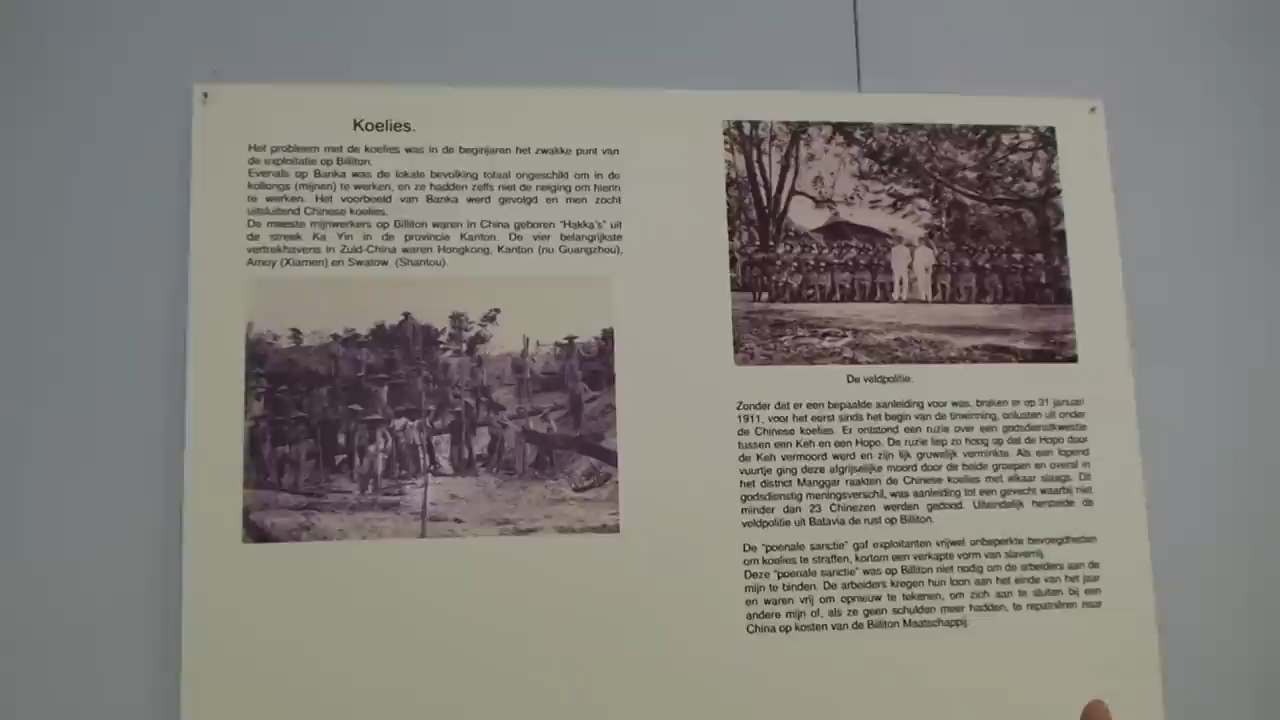 Koelies.
Het probleem met de koelies was in de beginjaren het zwakke punt van
de exploitatie op Billiton.
Evenals op Banka was de lokale bevolking totaal ongeschikt om in de
kollongs (mijnen) te werken, en ze hadden zelfs niet de neiging om hierin
te werken. Het voorbeeld van Banka werd gevolgd en men zocht
uitsluitend Chinese koelies.
De meeste mijnwerkers op Billiton waren in China geboren "Hakka's" uit
de streek Ka Yin in de provincie Kanton. De vier belangrijkste
vertrekhavens in Zuid-China waren Hongkong, Kanton (nu Guangzhou),
Amoy (Xiamen) en Swatow (Shantou).
De veldpolitie.
Zonder dat er een bepaalde aanleiding voor was, braken er op 31 januari
1911, voor het eerst sinds het begin van de tinwinning, onlusten uit onder
de Chinese koelies. Er ontstond een ruzie over een godsdienstkwestie
tussen een Keh en een Hopo. De ruzie liep zo hoog op dat de Hopo door
de Keh vermoord werd en zijn lijk gruwelijk verminkte. Als een lopend
vuurtje ging deze afgrijselijke moord door de beide groepen en overal in
het district Manggar raakten de Chinese koelies met elkaar slaags. Dit
godsdienstig meningsverschil, was aanleiding tot een gevecht waarbij niet
minder dan 23 Chinezen werden gedood. Uiteindelijk herstelde de
veldpolitie uit Batavia de rust op Billiton.
De "poenale sanctie" gaf exploitanten vrijwel onbeperkte bevoegdheden
om koelies te straffen, kortom een verkapte vorm van slavernij.
Deze "poenale sanctie" was op Billiton niet nodig om de arbeiders aan de
mijn te binden. De arbeiders kregen hun loon aan het einde van het jaar
en waren vrij om opnieuw te tekenen, om zich aan te sluiten bij een
andere mijn of, als ze geen schulden meer hadden, te repatriëren naar
China op kosten van de Billiton Maatschappij.